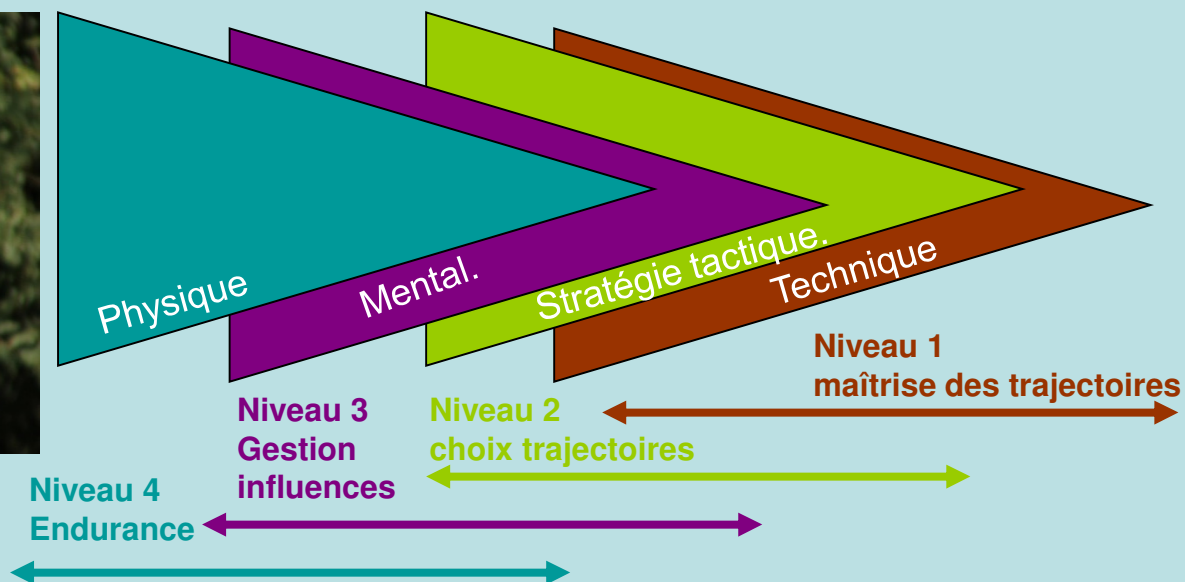 Physique
Mental.
Stratégie tactique.
Technique
Niveau 1
maîtrise des trajectoires
Niveau 2
choix trajectoires
Niveau 3
Gestion
influences
Niveau 4
Endurance